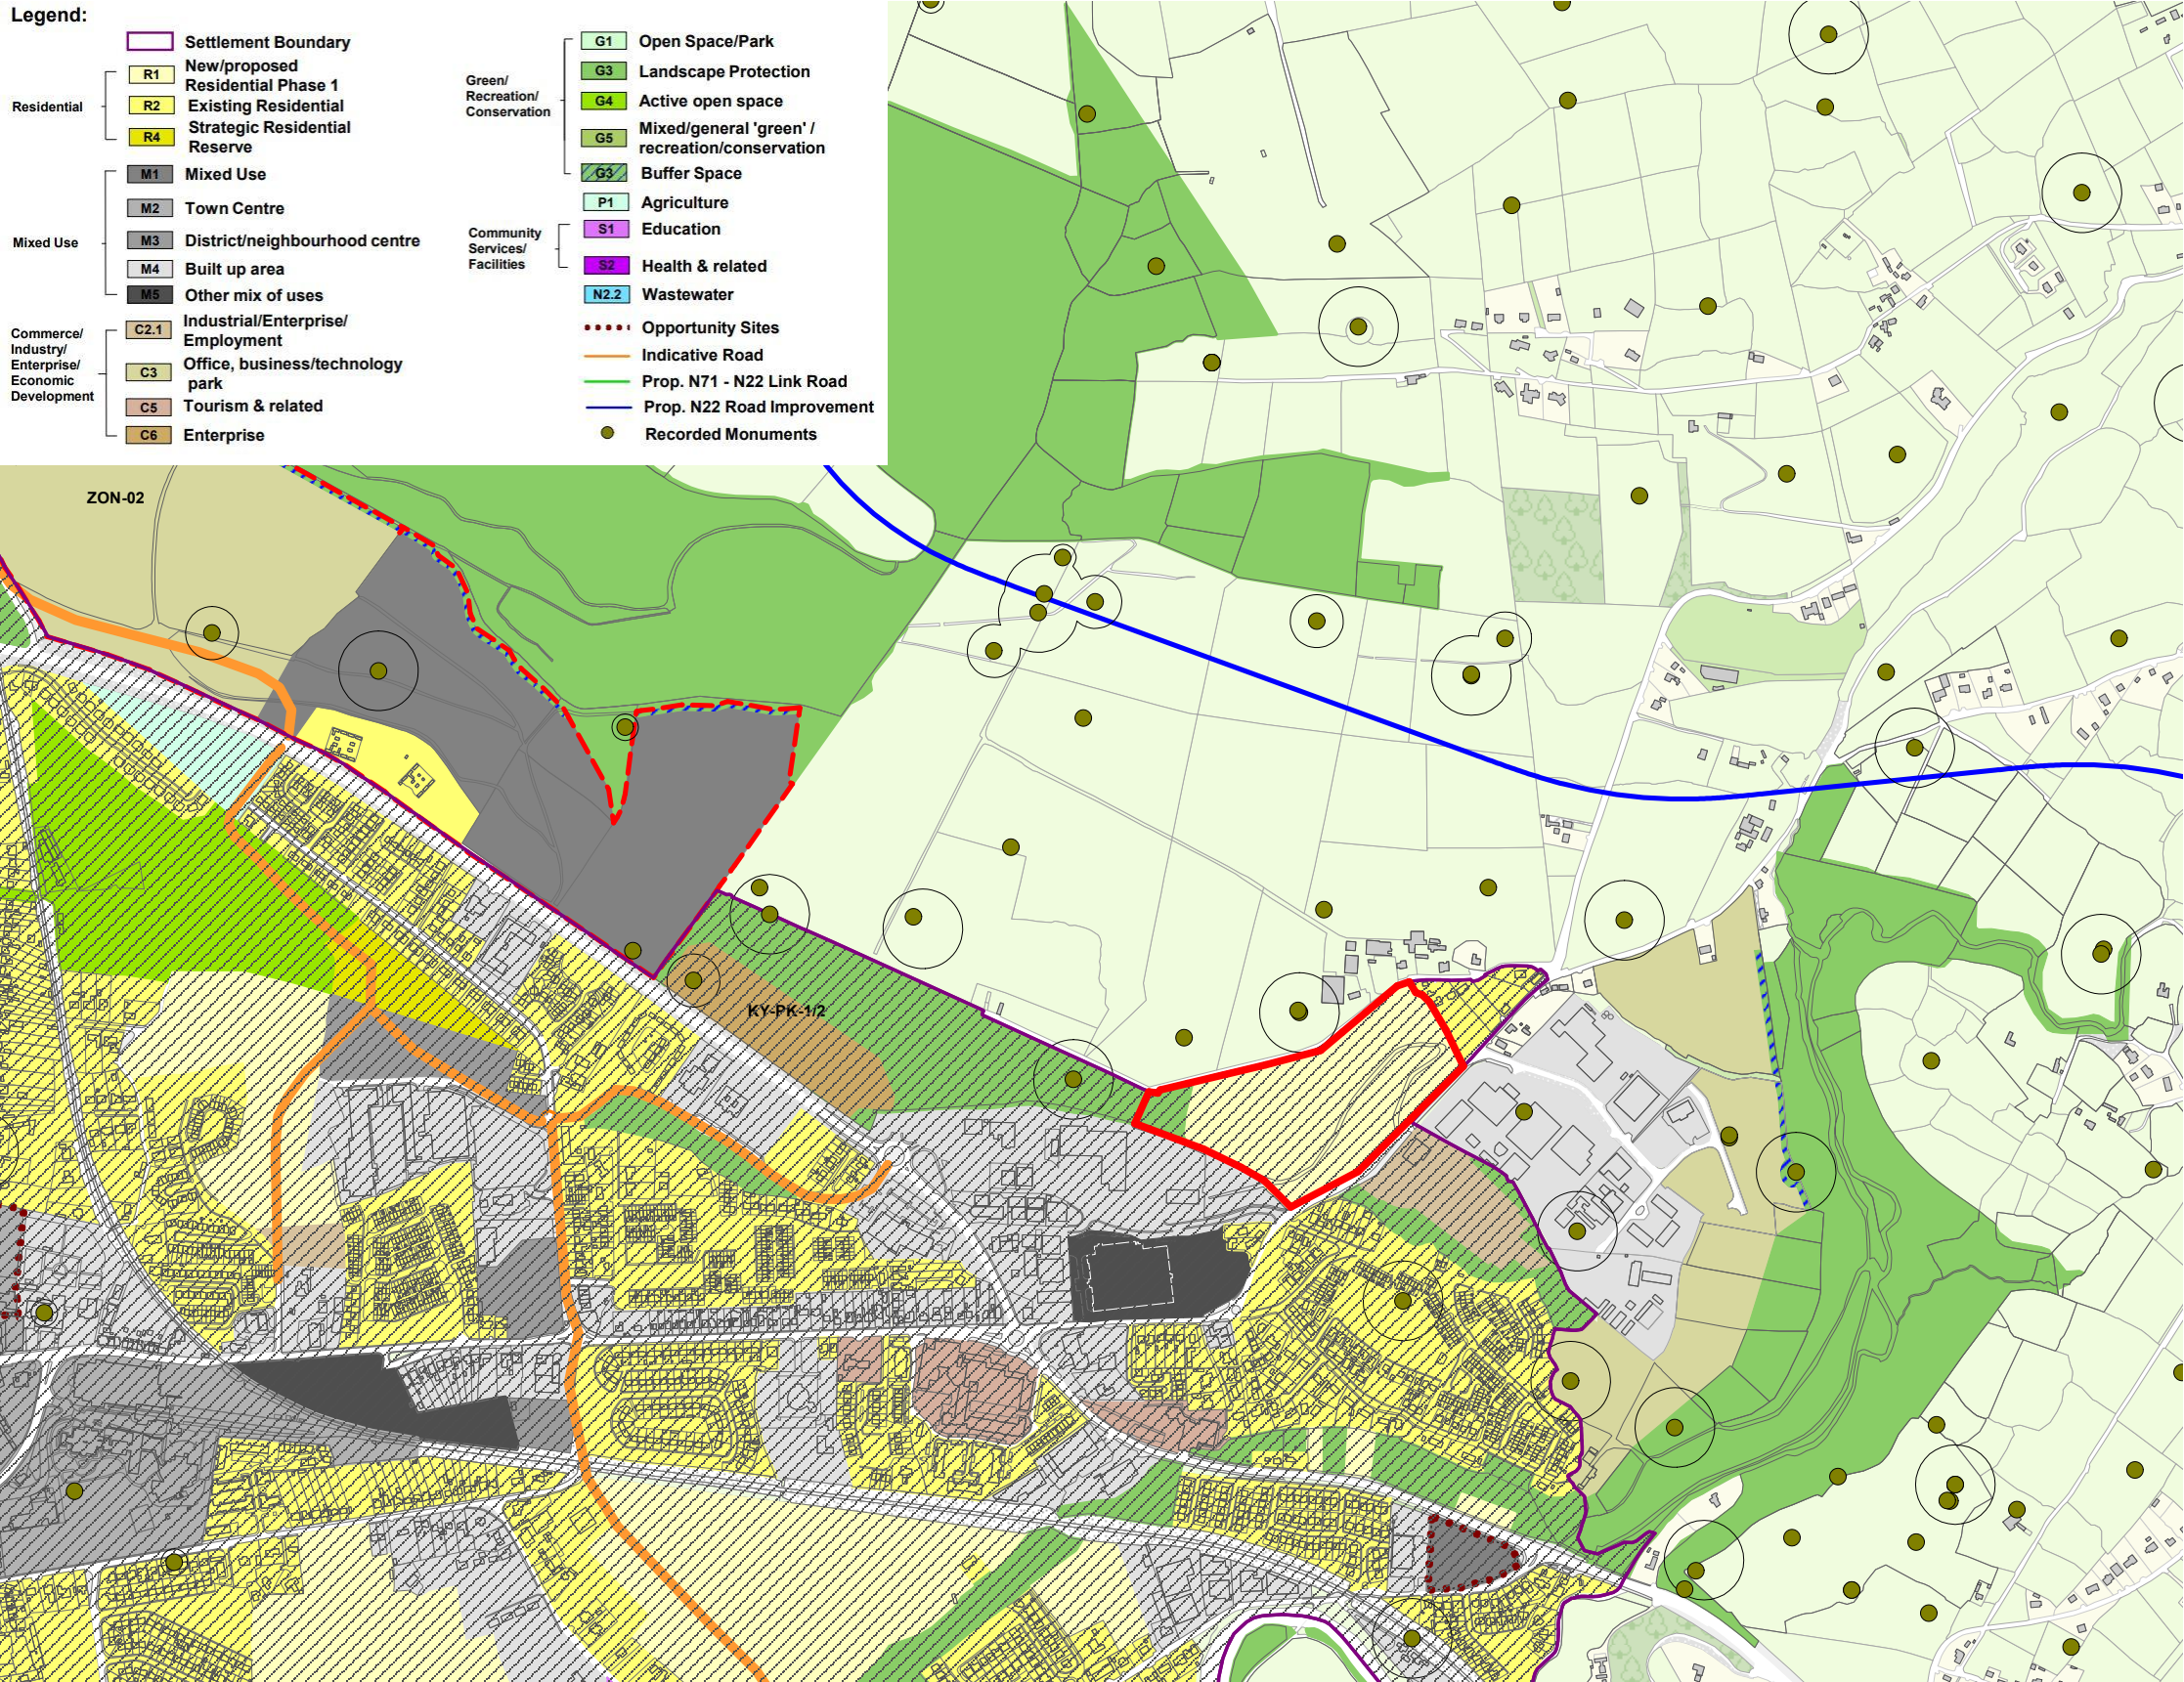 Legend:
Settlement Boundary
Residential
R1 New/proposed
Residential Phase 1
R2 Existing Residential
R4 Strategic Residential
Reserve
Mixed Use
M1 Mixed Use
M2 Town Centre
M3 District/neighbourhood centre
M4 Built up area
M5 Other mix of uses
Commerce/
Industry/
Enterprise/
Economic
Development
C2.1 Industrial/Enterprise/
Employment
C3 Office, business/technology
park
C5 Tourism & related
C6 Enterprise
Green/
Recreation/
Conservation
G1 Open Space/Park
G3 Landscape Protection
G4 Active open space
G5 Mixed/general 'green' /
recreation/conservation
G3 Buffer Space
P1 Agriculture
Community
Services/
Facilities
S1 Education
S2 Health & related
N2.2 Wastewater
Opportunity Sites
Indicative Road
Prop. N71 - N22 Link Road
Prop. N22 Road Improvement
Recorded Monuments
ZON-02
KY-PK-1/2